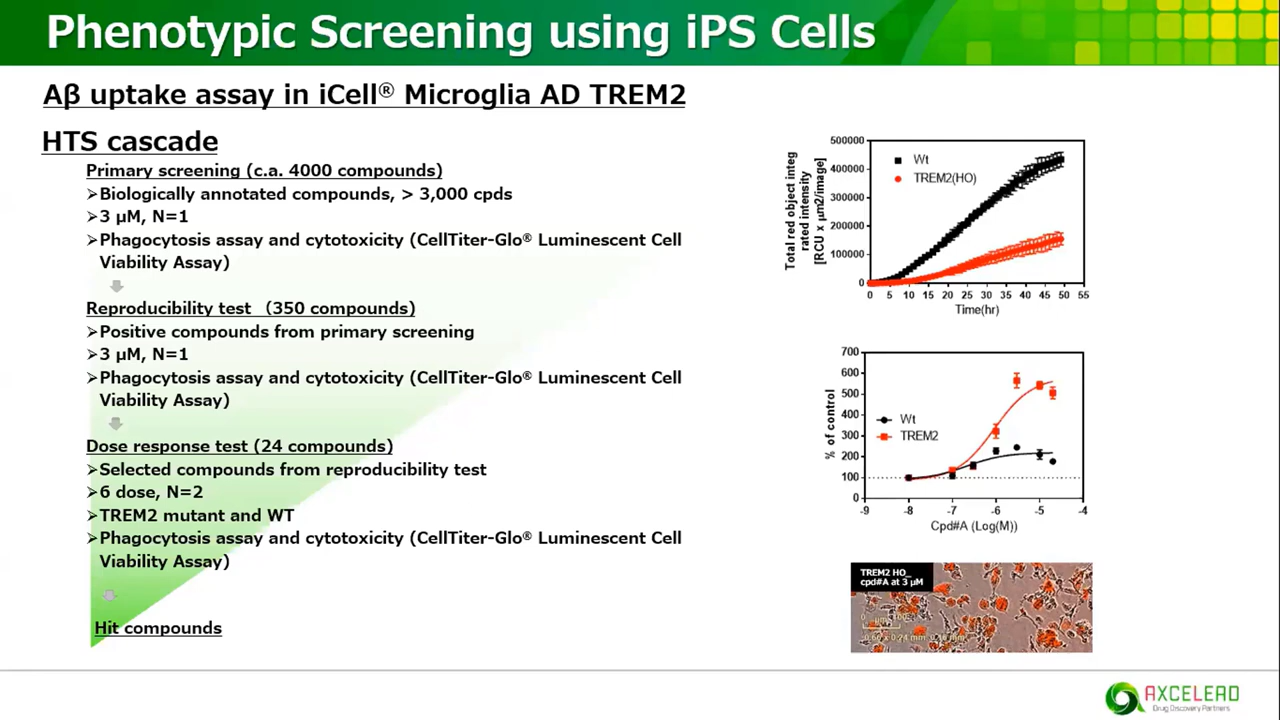 Phenotypic Screening using iPS Cells
Aβ uptake assay in iCell® Microglia AD TREM2
HTS cascade
Primary screening (c.a. 4000 compounds)
➢Biologically annotated compounds, > 3,000 cpds
➢3 μM, N=1
➢Phagocytosis assay and cytotoxicity (CellTiter-Glo® Luminescent Cell
Viability Assay)
Reproducibility test （350 compounds)
➢Positive compounds from primary screening
➢3 μM, N=1
➢Phagocytosis assay and cytotoxicity (CellTiter-Glo® Luminescent Cell
Viability Assay)
Dose response test (24 compounds)
➢Selected compounds from reproducibility test
➢6 dose, N=2
➢TREM2 mutant and WT
➢Phagocytosis assay and cytotoxicity (CellTiter-Glo® Luminescent Cell
Viability Assay)
Hit compounds
Total red object integ
rated intensity
[RCU x μm2/image]
500000
400000
300000
200000
100000
0
Wt
TREM2(HO)
0 5 10 15 20 25 30 35 40 45 50 55
Time(hr)
% of control
700
600
500
400
300
200
100
0
Wt
TREM2
-9 -8 -7 -6 -5 -4
Cpd#A (Log(M))
TREM2 HO_
cpd#A at 3 μM
0
μm
AXCELEAD
Drug Discovery Partners